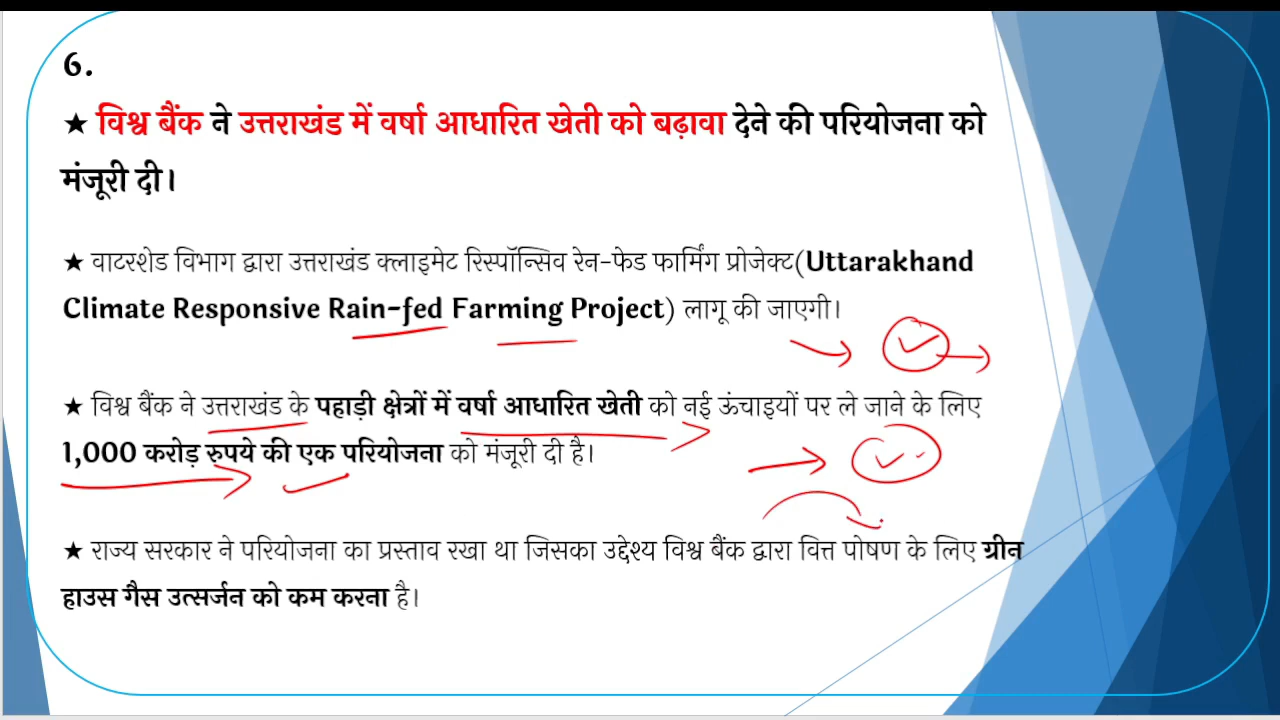 6.
★ विश्व बैंक ने उत्तराखंड में वर्षा आधारित खेती को बढ़ावा देने की परियोजना को
मंजूरी दी।
★ वाटरशेड विभाग द्वारा उत्तराखंड क्लाइमेट रिस्पॉन्सिव रेन-फेड फार्मिंग प्रोजेक्ट(Uttarakhand
Climate Responsive Rain-fed Farming Project) लागू की जाएगी।
★ विश्व बैंक ने उत्तराखंड के पहाड़ी क्षेत्रों में वर्षा आधारित खेती को नई ऊंचाइयों पर ले जाने के लिए
1,000 करोड़ रुपये की एक परियोजना को मंजूरी दी है।
★ राज्य सरकार ने परियोजना का प्रस्ताव रखा था जिसका उद्देश्य विश्व बैंक द्वारा वित्त पोषण के लिए ग्रीन
हाउस गैस उत्सर्जन को कम करना है।